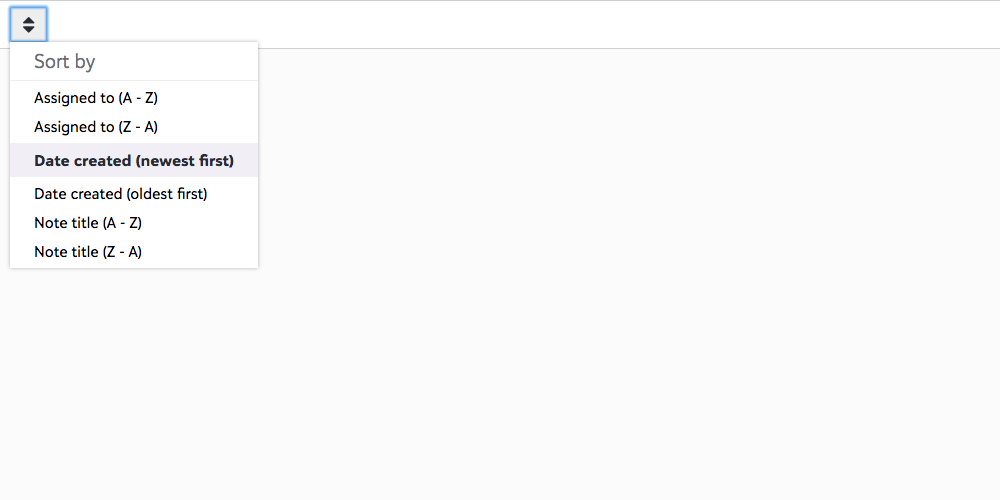 Sort by
Assigned to (A - Z)
Assigned to (Z - A)
Date created (newest first)
Date created (oldest first)
Note title (A - Z)
Note title (Z - A)